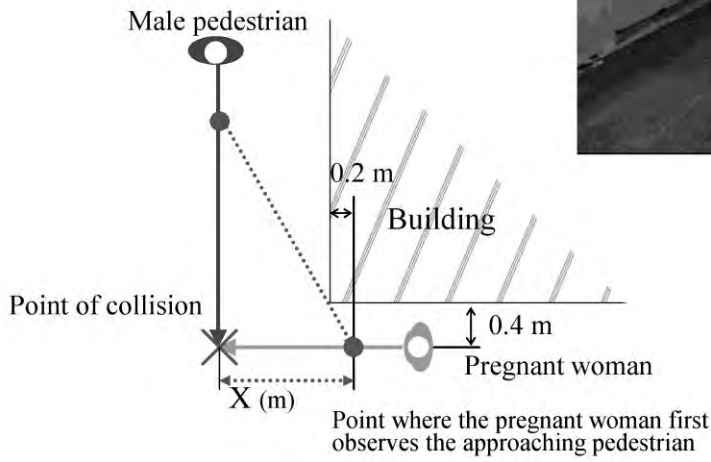 Male pedestrian
0.2 m
Building
Point of collision
0.4 m
Pregnant woman
X (m)
Point where the pregnant woman first
observes the approaching pedestrian